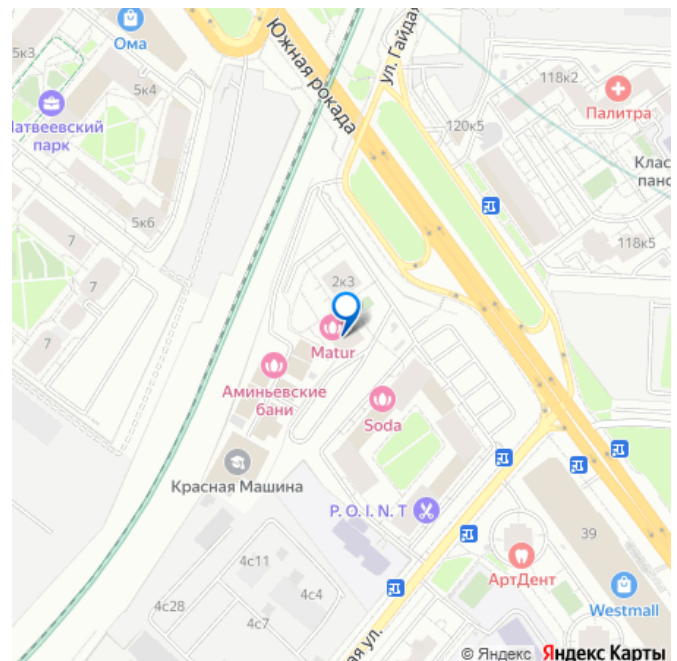 Ома
5к3
5к4
Матвеевский
парк
Южная рокада
ул. Гайда
118к2
Палитра
120к5
Клас
пано
118к5
5к6
7
7
7
2к3
Matur
Аминьевские
бани
Soda
Красная Машина
P. O. I. N. T
39
АртДент
Westmall
4с11
4с4
4с28
4с7
ая ул.
© Яндекс Яндекс Карты